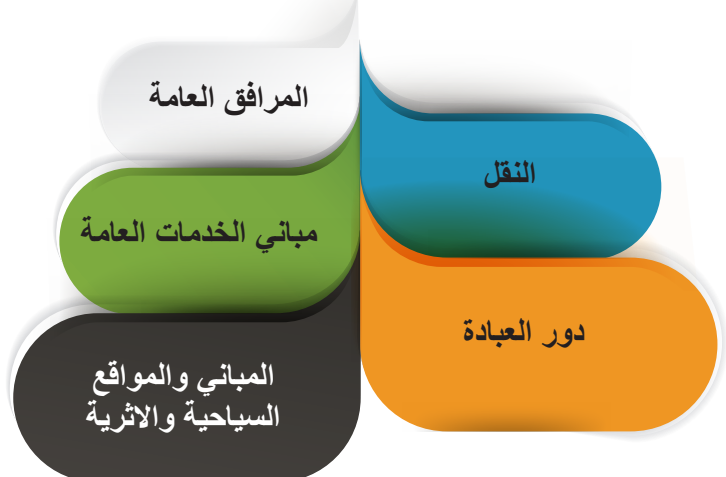 المرافق العامة
النقل
مباني الخدمات العامة
دور العبادة
المباني والمواقع
السياحية والاثرية